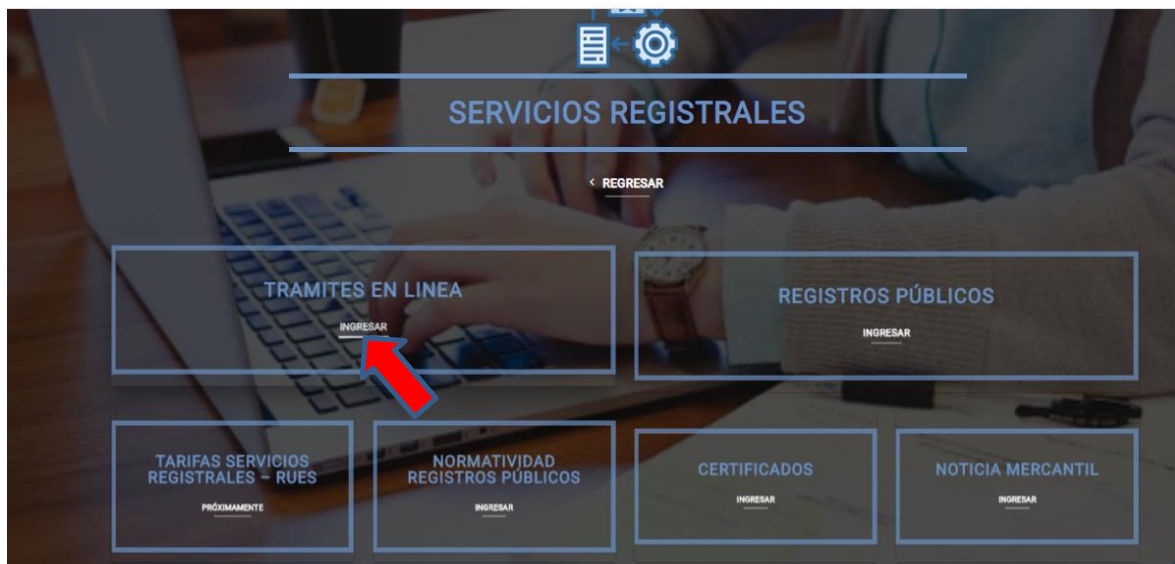 SERVICIOS REGISTRALES
< REGRESAR
TRAMITES EN LINEA
INGRESAR
REGISTROS PÚBLICOS
INGRESAR
TARIFAS SERVICIOS
REGISTRALES – RUES
PRÓXIMAMENTE
NORMATIVIDAD
REGISTROS PÚBLICOS
INGRESAR
CERTIFICADOS
INGRESAR
NOTICIA MERCANTIL
INGRESAR